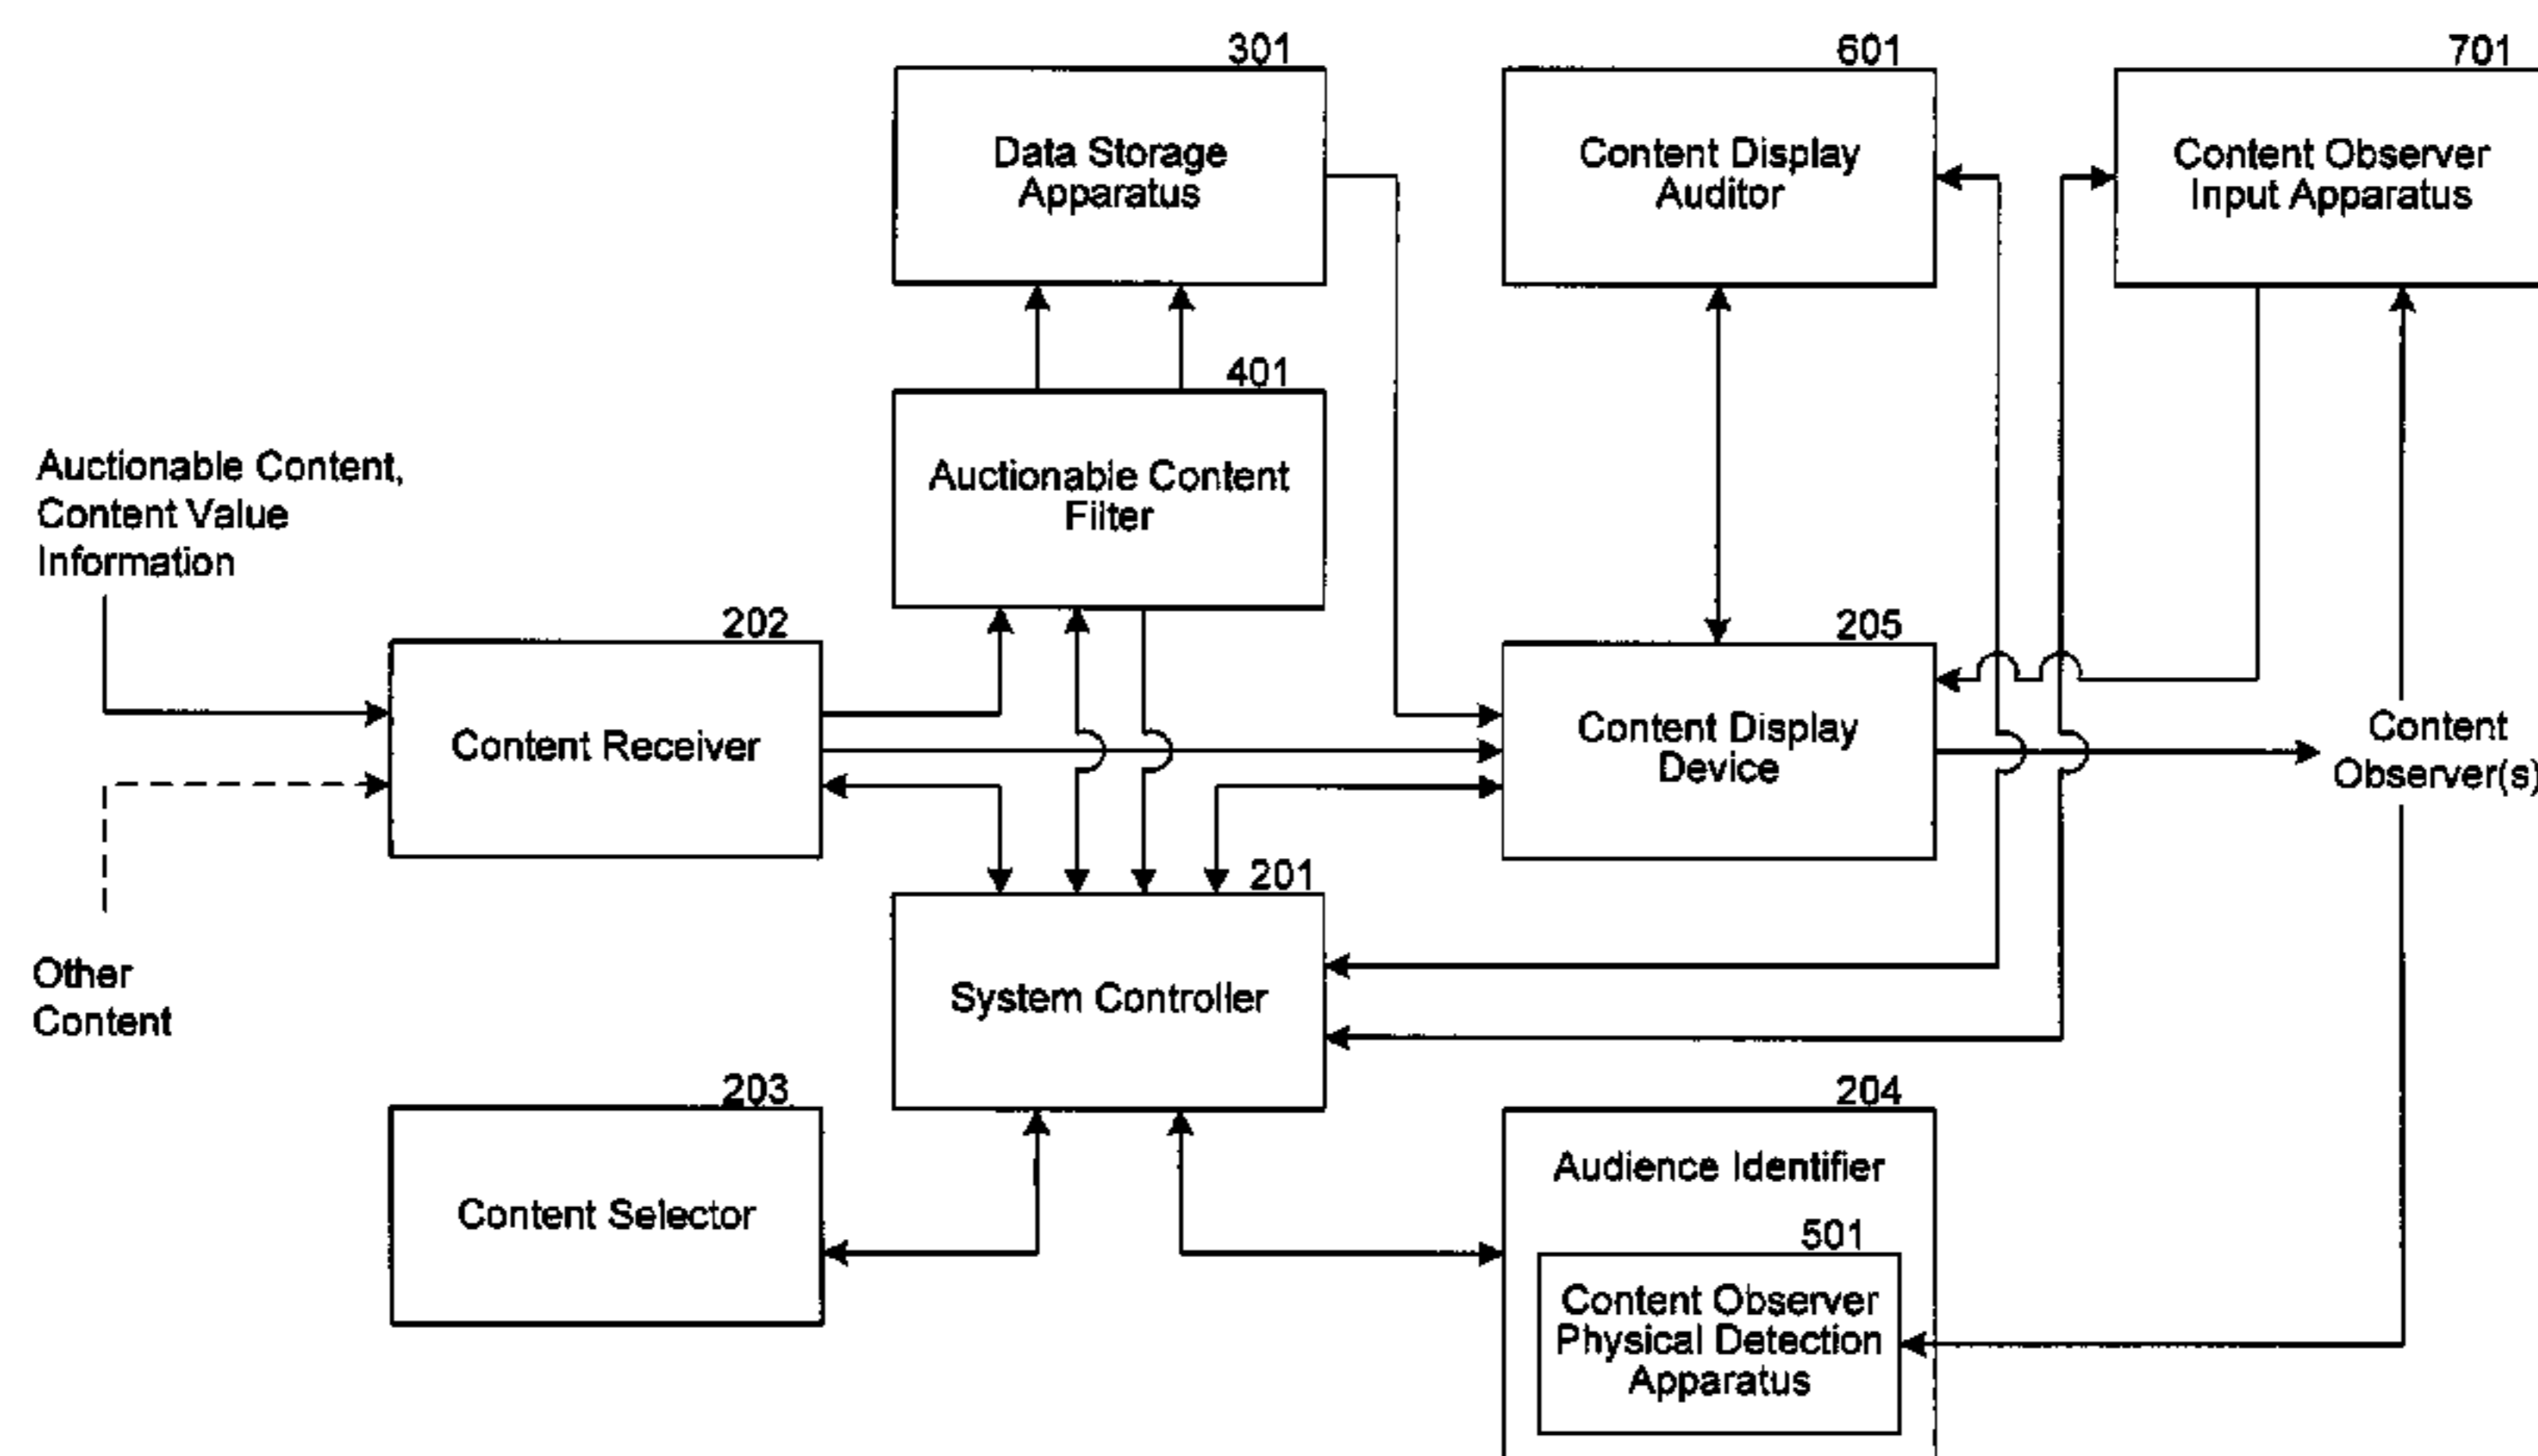 301
Data Storage
Apparatus
601
Content Display
Auditor
701
Content Observer
Input Apparatus
401
Auctionable Content
Filter
Auctionable Content,
Content Value
Information
202
Content Receiver
205
Content Display
Device
Content
Observer(s)
201
System Controller
Other
Content
203
Content Selector
204
Audience Identifier
501
Content Observer
Physical Detection
Apparatus